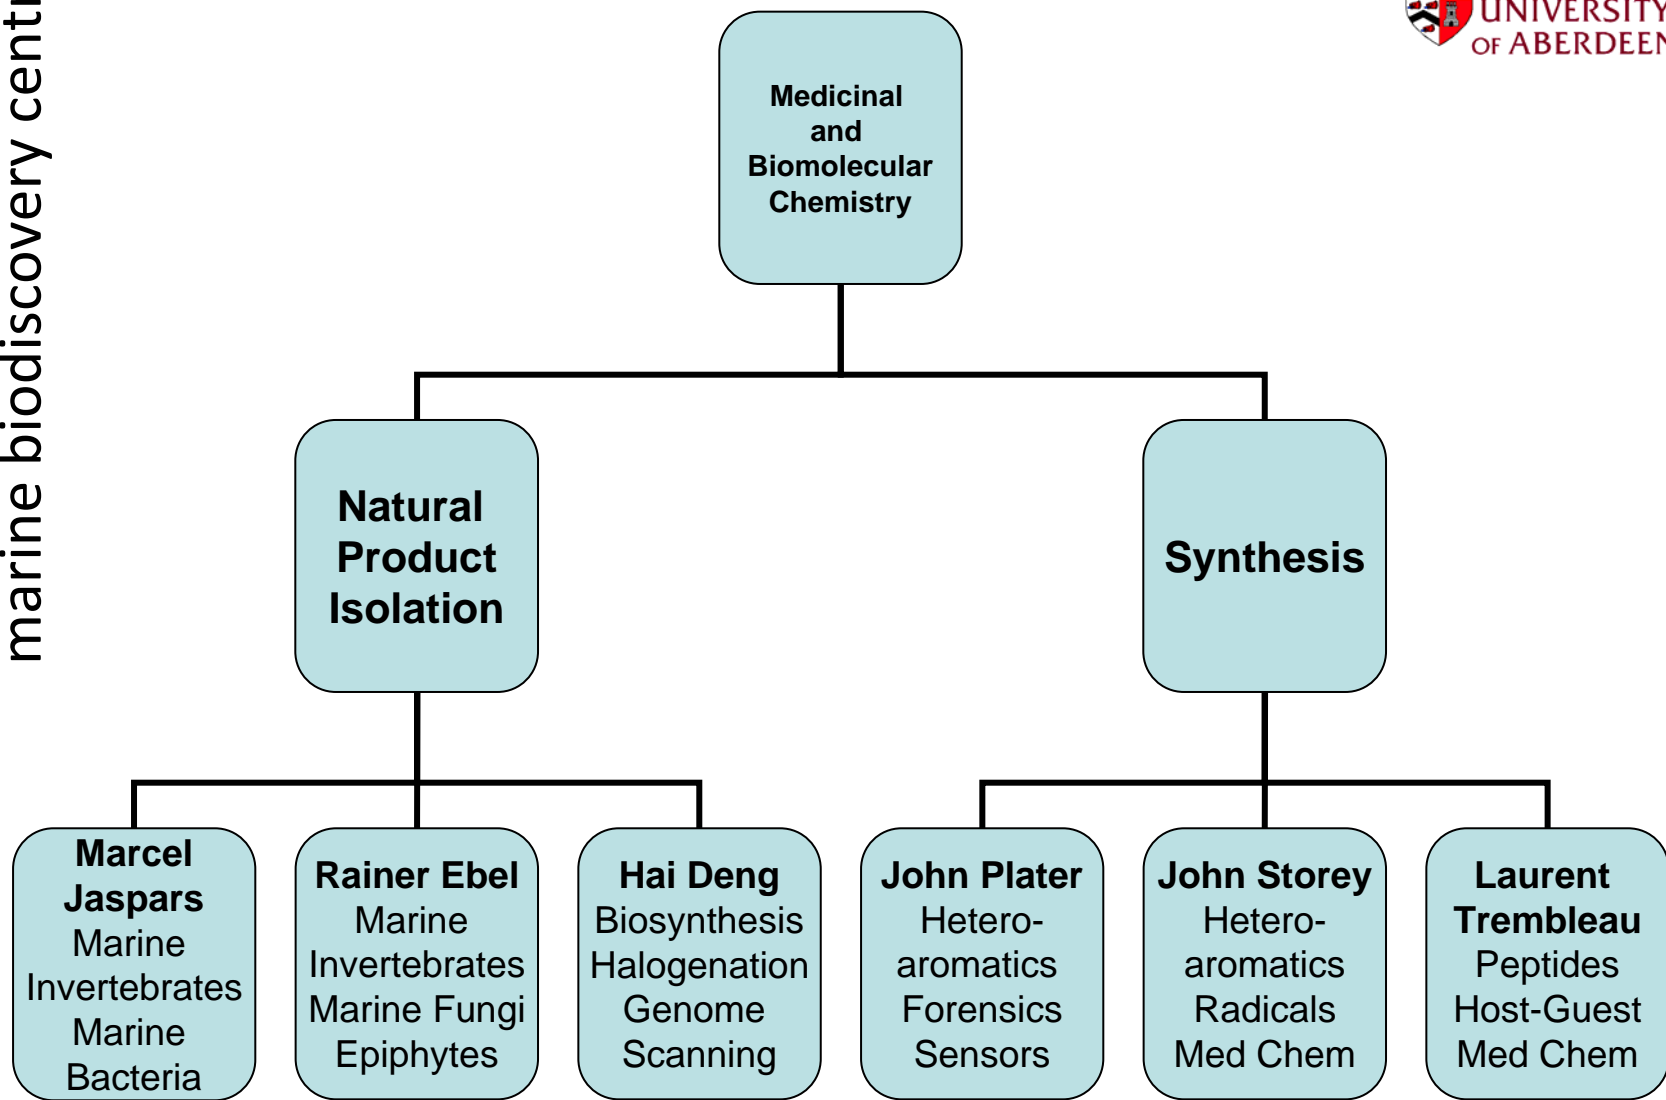 marine biodiscovery cent
UNIVERSITY
OF ABERDEEN
Medicinal
and
Biomolecular
Chemistry
Natural
Product
Isolation
Synthesis
Marcel
Jaspars
Marine
Invertebrates
Marine
Bacteria
Rainer Ebel
Marine
Invertebrates
Marine Fungi
Epiphytes
Hai Deng
Biosynthesis
Halogenation
Genome
Scanning
John Plater
Hetero-
aromatics
Forensics
Sensors
John Storey
Hetero-
aromatics
Radicals
Med Chem
Laurent
Trembleau
Peptides
Host-Guest
Med Chem